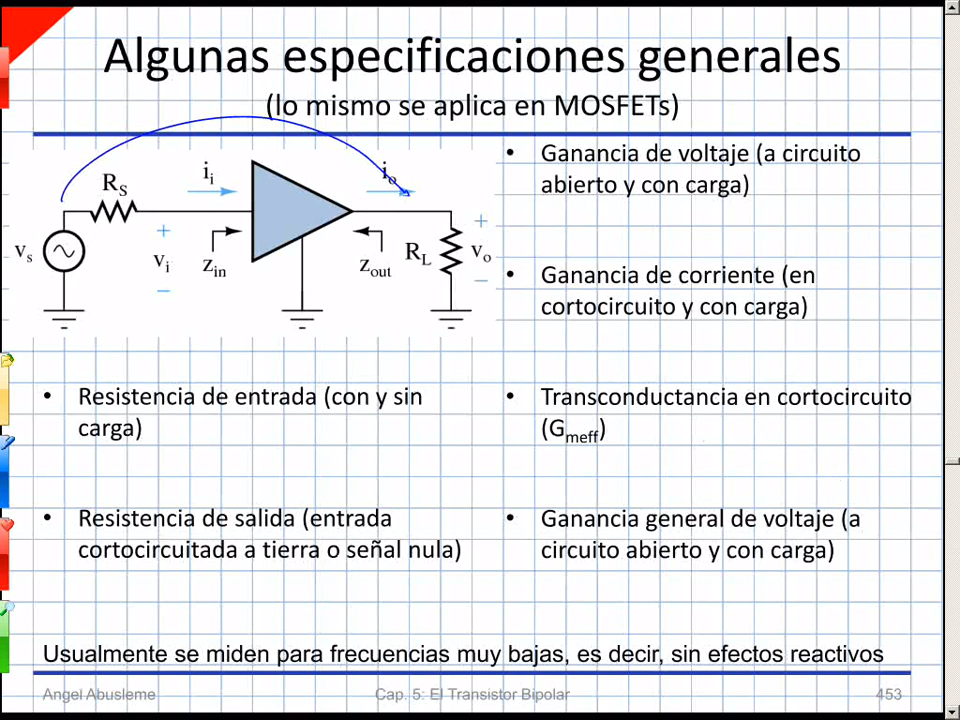 Algunas especificaciones generales
(lo mismo se aplica en MOSFETs)
R_S
i_i
i_o
v_s
+
v_i
−
z_in
z_out
R_L
+
v_o
−
• Ganancia de voltaje (a circuito
abierto y con carga)
• Ganancia de corriente (en
cortocircuito y con carga)
• Resistencia de entrada (con y sin
carga)
• Transconductancia en cortocircuito
(G_meff)
• Resistencia de salida (entrada
cortocircuitada a tierra o señal nula)
• Ganancia general de voltaje (a
circuito abierto y con carga)
Usualmente se miden para frecuencias muy bajas, es decir, sin efectos reactivos
Angel Abusleme
Cap. 5: El Transistor Bipolar
453